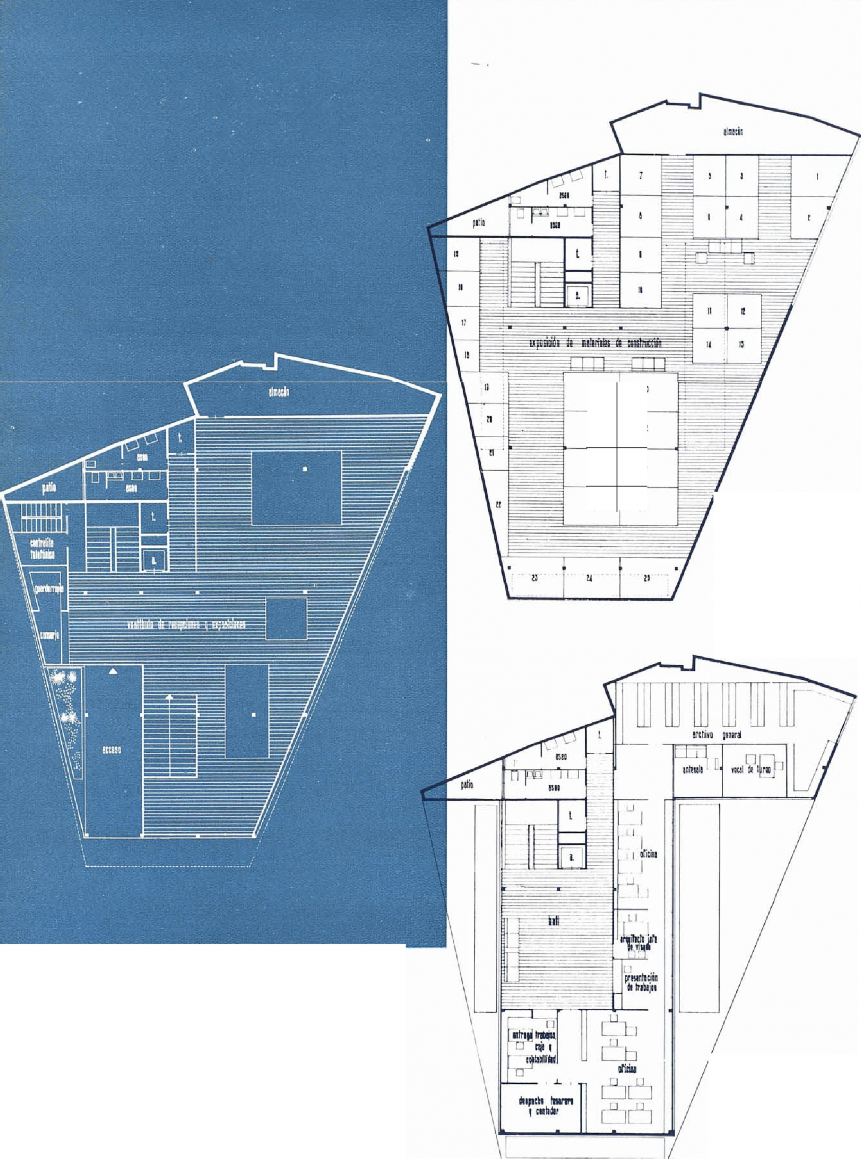 almacén
t.
aseo
patio
aseo
t.
a.
centralita
telefónica
guardarropía
conserje
vestíbulo de recepciones y exposiciones
acceso
almacén
t.
7
2
3
1
aseo
6
5
4
2
patio
aseo
t.
9
15
16
a.
10
11
12
17
exposición de materiales de construcción
14
13
18
19
20
21
22
23
24
25
archivo general
t.
aseo
antesala
vocal de turno
patio
aseo
t.
a.
oficina
hall
arquitecto jefe
de visado
presentación
de trabajos
entrega trabajos
caja y
contabilidad
oficina
despacho tesorero
y contador